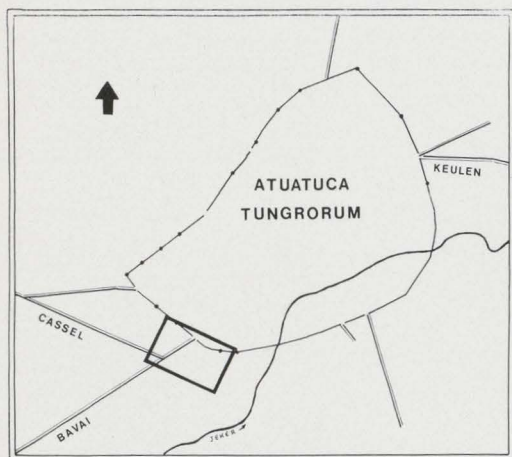 ATUATUCA
TUNGRORUM
KEULEN
CASSEL
BAVAI
JEKER